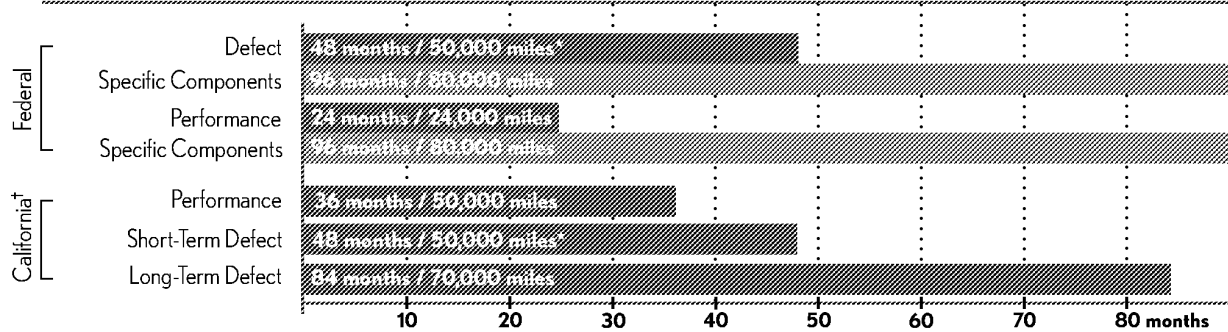 Federal
Defect 48 months / 50,000 miles*
Specific Components 96 months / 80,000 miles
Performance 24 months / 24,000 miles
Specific Components 96 months / 80,000 miles
California†
Performance 36 months / 50,000 miles
Short-Term Defect 48 months / 50,000 miles*
Long-Term Defect 84 months / 70,000 miles
10 20 30 40 50 60 70 80 months